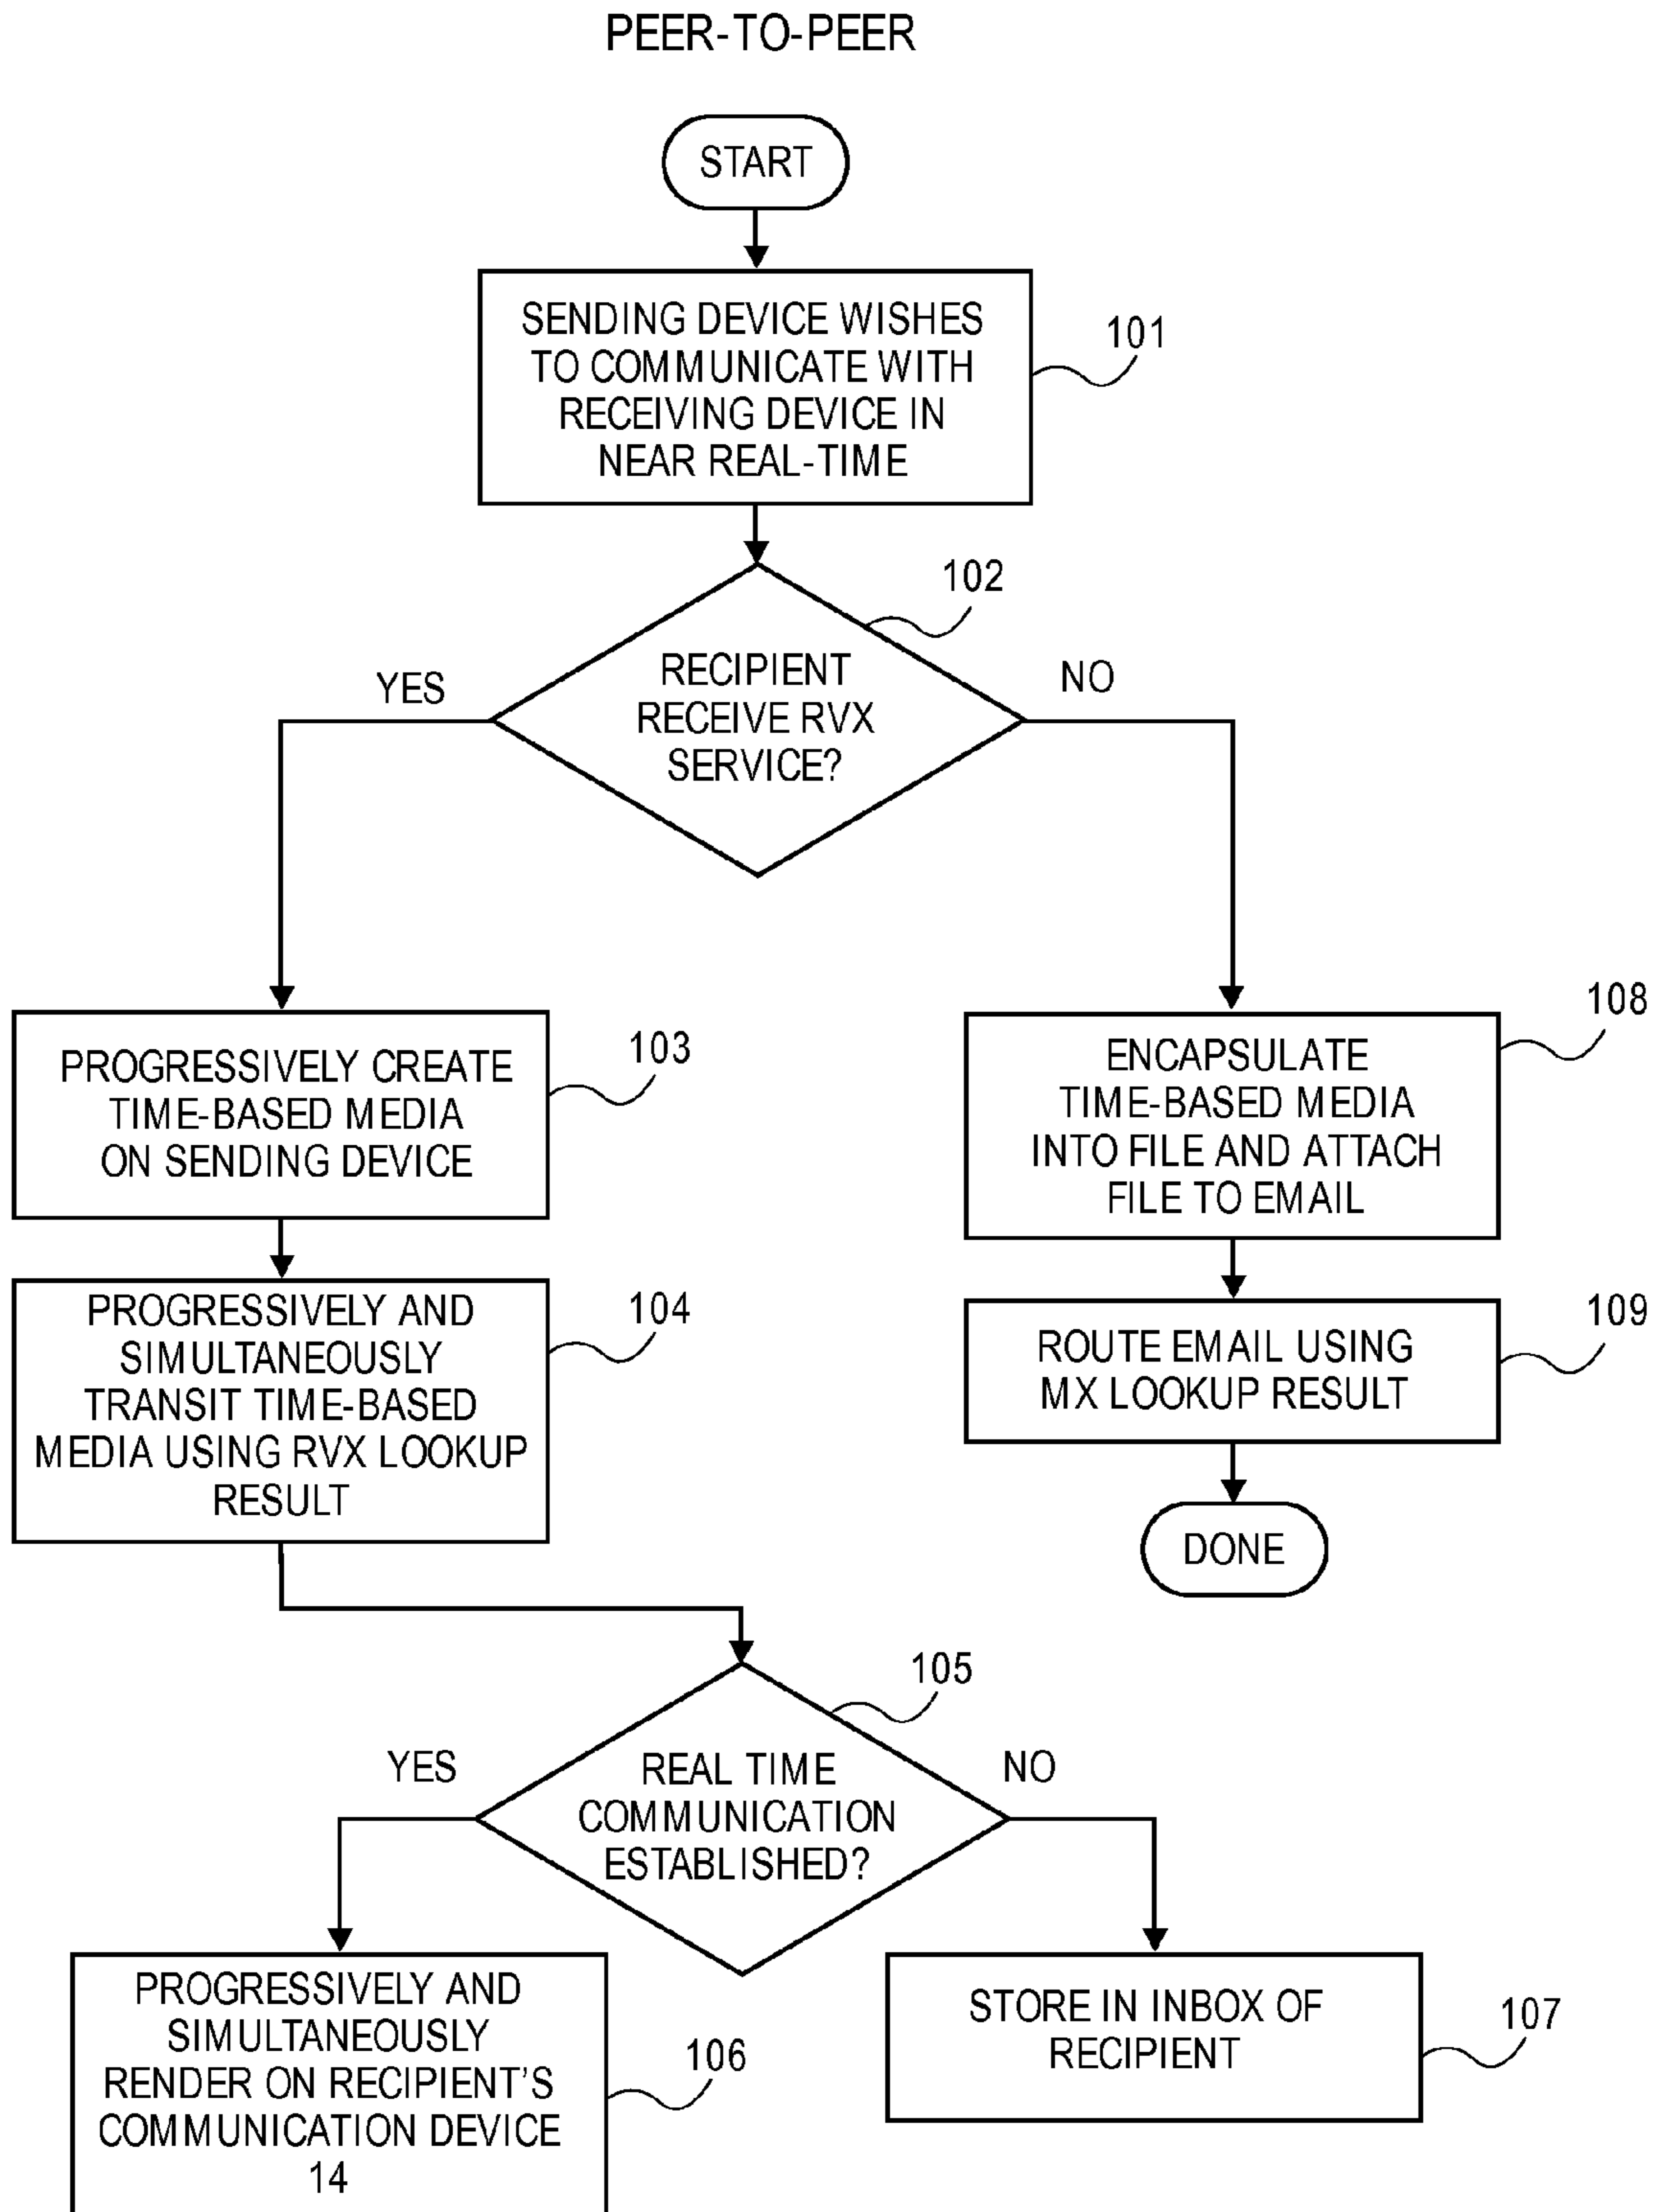 PEER-TO-PEER
START
SENDING DEVICE WISHES
TO COMMUNICATE WITH
RECEIVING DEVICE IN
NEAR REAL-TIME
101
102
RECIPIENT
RECEIVE RVX
SERVICE?
YES
NO
PROGRESSIVELY CREATE
TIME-BASED MEDIA
ON SENDING DEVICE
103
ENCAPSULATE
TIME-BASED MEDIA
INTO FILE AND ATTACH
FILE TO EMAIL
108
PROGRESSIVELY AND
SIMULTANEOUSLY
TRANSIT TIME-BASED
MEDIA USING RVX LOOKUP
RESULT
104
ROUTE EMAIL USING
MX LOOKUP RESULT
109
DONE
105
REAL TIME
COMMUNICATION
ESTABLISHED?
YES
NO
PROGRESSIVELY AND
SIMULTANEOUSLY
RENDER ON RECIPIENT'S
COMMUNICATION DEVICE
14
106
STORE IN INBOX OF
RECIPIENT
107